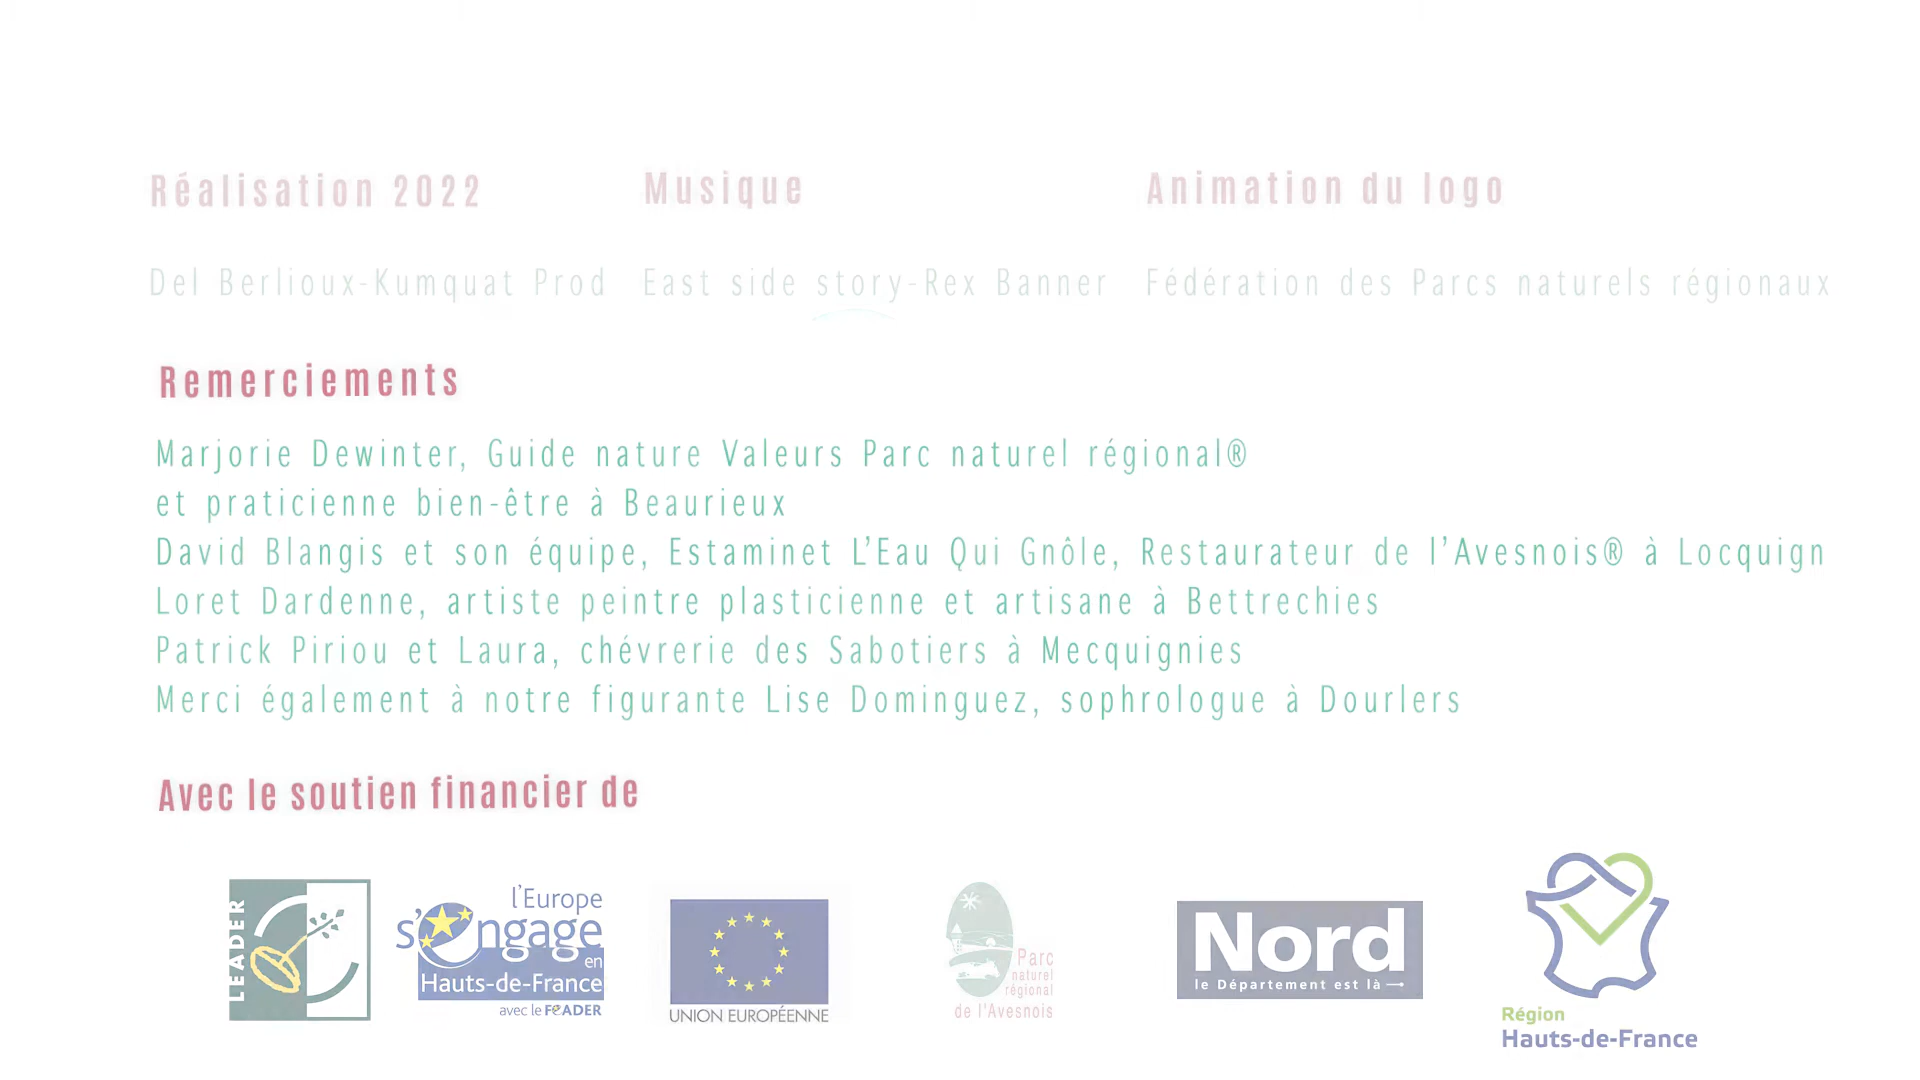 Réalisation 2022
Musique
Animation du logo
Del Berlioux-Kumquat Prod
East side story-Rex Banner
Fédération des Parcs naturels régionaux
Remerciements
Marjorie Dewinter, Guide nature Valeurs Parc naturel régional®
et praticienne bien-être à Beaurieux
David Blangis et son équipe, Estaminet L’Eau Qui Gnôle, Restaurateur de l’Avesnois® à Locquign
Loret Dardenne, artiste peintre plasticienne et artisane à Bettrechies
Patrick Piriou et Laura, chévrerie des Sabotiers à Mecquignies
Merci également à notre figurante Lise Dominguez, sophrologue à Dourlers
Avec le soutien financier de
LEADER
l'Europe
s'engage
en
Hauts-de-France
avec le FEADER
UNION EUROPÉENNE
Parc
naturel
régional
de l'Avesnois
Nord
le Département est là
Région
Hauts-de-France